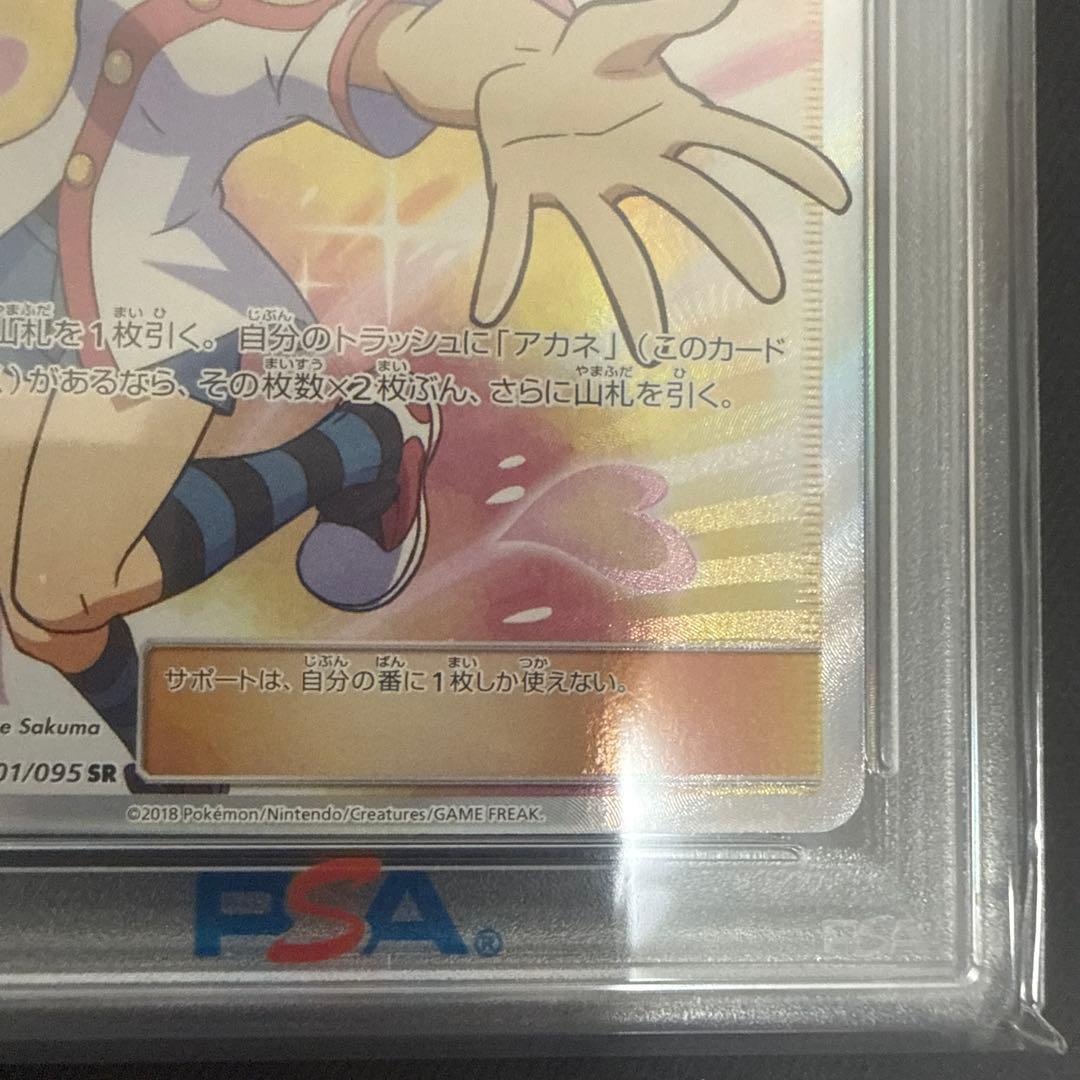 山札を1枚引く。自分のトラッシュに「アカネ」(このカード
)があるなら、その枚数×2枚ぶん、さらに山札を引く。
サポートは、自分の番に1枚しか使えない。
e Sakuma
01/095 SR
©2018 Pokémon/Nintendo/Creatures/GAME FREAK.
PSA®
PSA